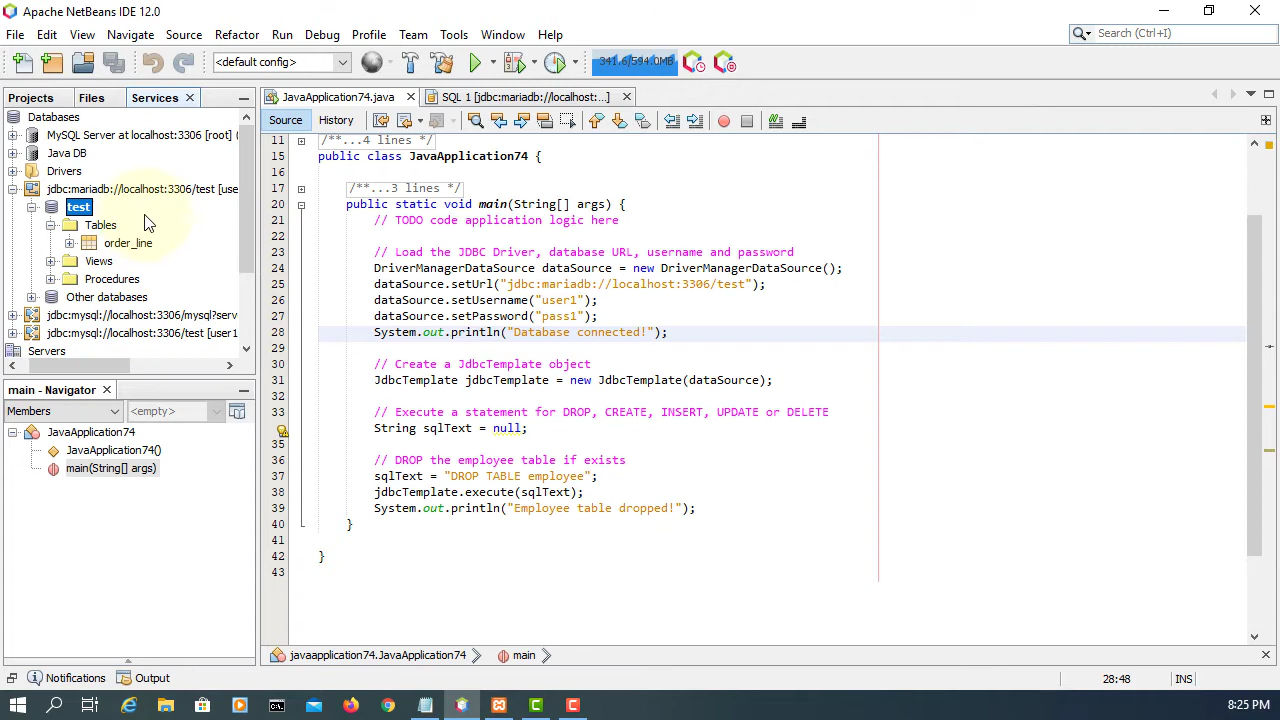 Apache NetBeans IDE 12.0
File Edit View Navigate Source Refactor Run Debug Profile Team Tools Window Help
Search (Ctrl+I)
<default config>
341.6/594.0MB
Projects Files Services
Databases
MySQL Server at localhost:3306 [root] (
Java DB
Drivers
jdbc:mariadb://localhost:3306/test [use
test
Tables
order_line
Views
Procedures
Other databases
jdbc:mysql://localhost:3306/mysql?serv
jdbc:mysql://localhost:3306/test [user1
Servers
main - Navigator
Members
<empty>
JavaApplication74
JavaApplication74()
main(String[] args)
JavaApplication74.java
SQL 1 [jdbc:mariadb://localhost:...]
Source History
11 /**...4 lines */
15 public class JavaApplication74 {
16
17 /**...3 lines */
20 public static void main(String[] args) {
21 // TODO code application logic here
22
23 // Load the JDBC Driver, database URL, username and password
24 DriverManagerDataSource dataSource = new DriverManagerDataSource();
25 dataSource.setUrl("jdbc:mariadb://localhost:3306/test");
26 dataSource.setUsername("user1");
27 dataSource.setPassword("pass1");
28 System.out.println("Database connected!");
29
30 // Create a JdbcTemplate object
31 JdbcTemplate jdbcTemplate = new JdbcTemplate(dataSource);
32
33 // Execute a statement for DROP, CREATE, INSERT, UPDATE or DELETE
String sqlText = null;
35
36 // DROP the employee table if exists
37 sqlText = "DROP TABLE employee";
38 jdbcTemplate.execute(sqlText);
39 System.out.println("Employee table dropped!");
40 }
41
42 }
43
javaapplication74.JavaApplication74 main
Notifications Output
28:48 INS
8:25 PM